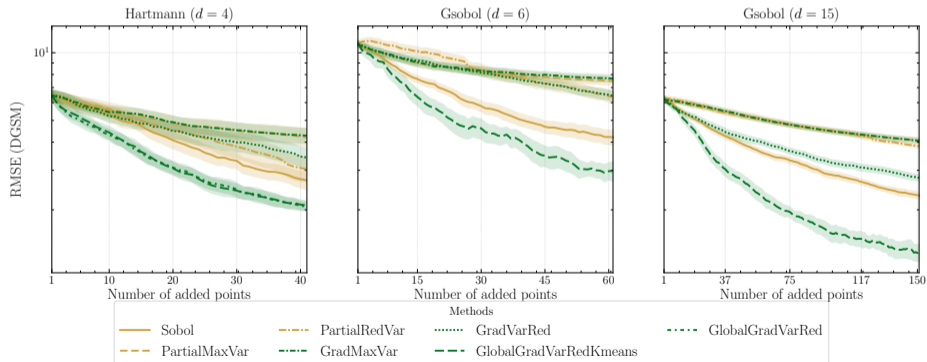 Hartmann (d = 4)
Gsobol (d = 6)
Gsobol (d = 15)
RMSE (DGSM)
10¹
1 10 20 30 40
1 15 30 45 60
1 37 75 117 150
Number of added points
Number of added points
Number of added points
Methods
Sobol
PartialRedVar
GradVarRed
GlobalGradVarRed
PartialMaxVar
GradMaxVar
GlobalGradVarRedKmeans